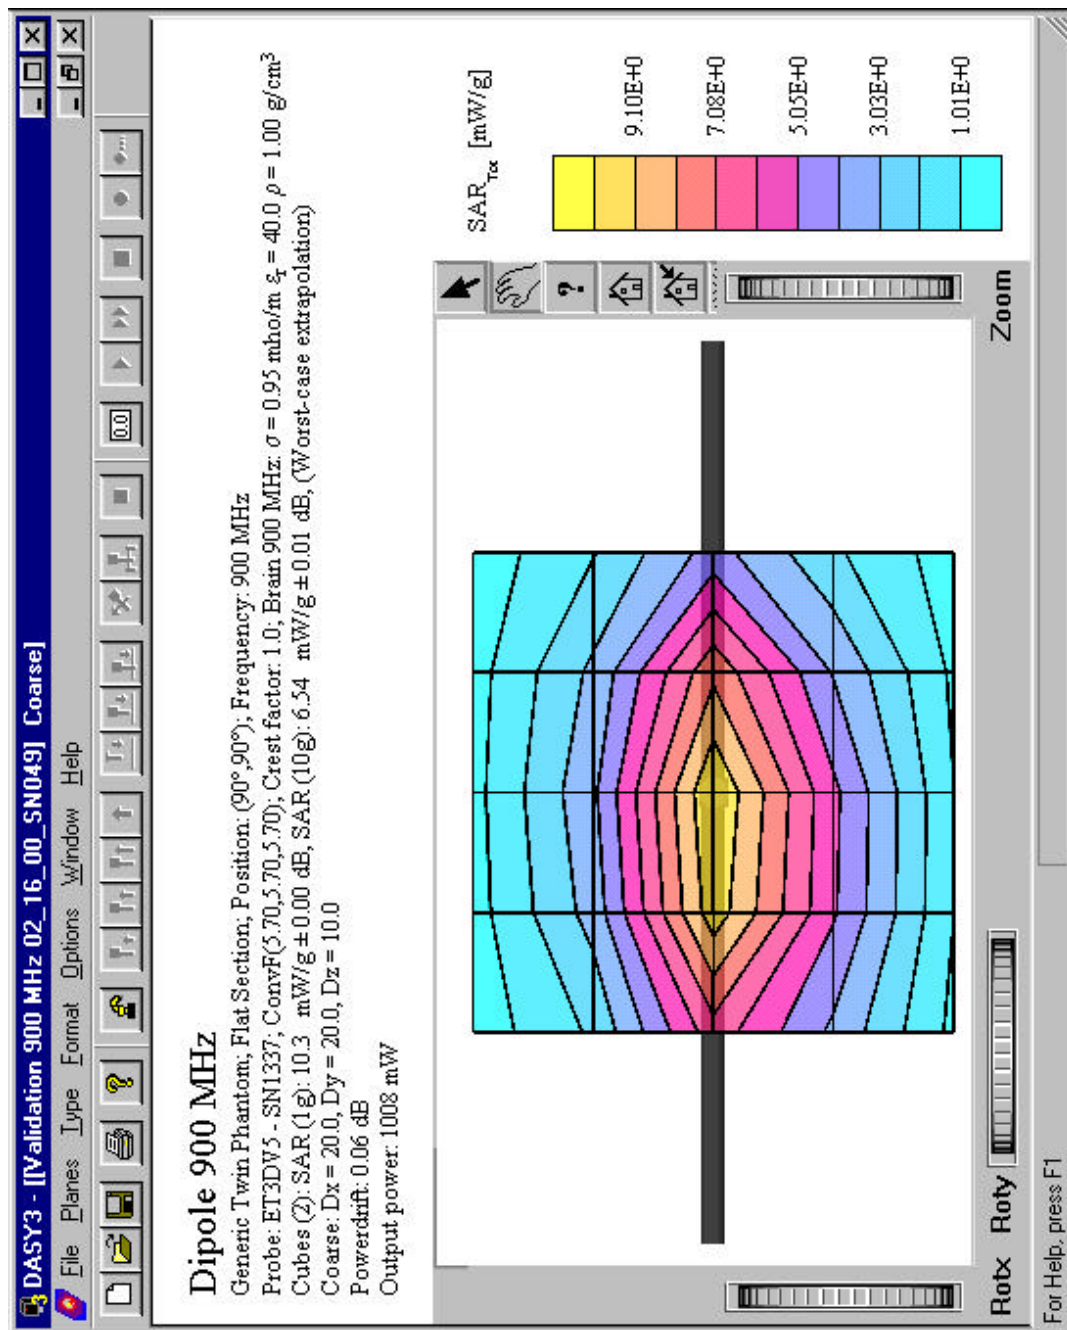 DASY3 - [[Validation 900 MHz 02_16_00_SN049] Coarse]
File Planes Type Format Options Window Help
0.0
Dipole 900 MHz
Generic Twin Phantom; Flat Section; Position: (90°,90°); Frequency: 900 MHz
Probe: ET3DV5 - SN1337; ConvF(5.70,5.70,5.70); Crest factor: 1.0; Brain 900 MHz: σ = 0.95 mho/m εr = 40.0 ρ = 1.00 g/cm³
Cubes (2): SAR (1g): 10.3 mW/g ± 0.00 dB, SAR (10g): 6.54 mW/g ± 0.01 dB, (Worst-case extrapolation)
Coarse: Dx = 20.0, Dy = 20.0, Dz = 10.0
Powerdrift: 0.06 dB
Output power: 1008 mW
SAR Tot [mW/g]
9.10E+0
7.08E+0
5.05E+0
3.03E+0
1.01E+0
Rotx Roty Zoom
For Help, press F1